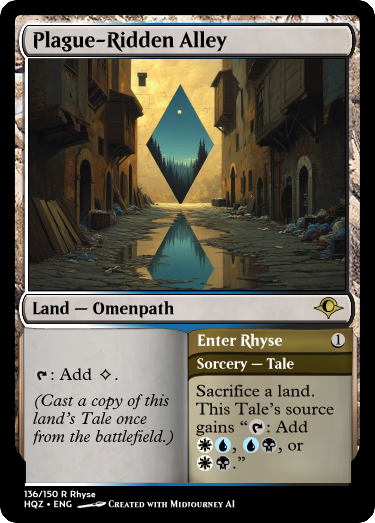 Plague-Ridden Alley
Land — Omenpath
: Add .
(Cast a copy of this
land's Tale once
from the battlefield.)
Enter Rhyse 1
Sorcery — Tale
Sacrifice a land.
This Tale's source
gains “: Add
, , or
.”
136/150 R Rhyse
HQZ • ENG Created with Midjourney AI